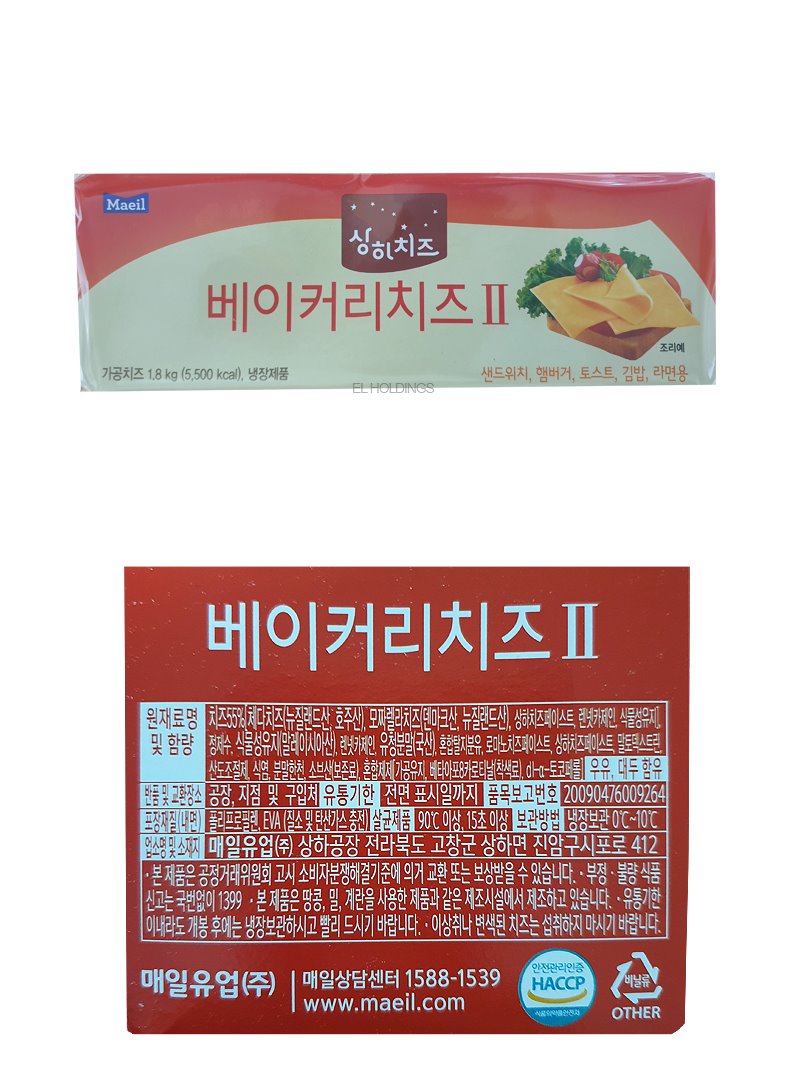 Maeil
상하치즈
베이커리치즈 II
조리예
가공치즈 1.8 kg (5,500 kcal), 냉장제품
샌드위치, 햄버거, 토스트, 김밥, 라면용
EL HOLDINGS
베이커리치즈 II
원재료명 및 함량
치즈55%[체다치즈(뉴질랜드산, 호주산), 모짜렐라치즈(덴마크산, 뉴질랜드산), 상하치즈페이스트, 렌넷카제인, 식물성유지],
정제수, 식물성유지(말레이시아산), 렌넷카제인, 유청분말(국산), 혼합탈지분유, 로마노치즈페이스트, 상하치즈페이스트, 말토덱스트린,
산도조절제, 식염, 분말한천, 소브산(보존료), 혼합제제[가공유지, 베타아포8카로티날(착색료), dl-α-토코페롤] 우유, 대두 함유
반품 및 교환장소 공장, 지점 및 구입처 유통기한 전면 표시일까지 품목보고번호 20090476009264
포장재질(내면) 폴리프로필렌, EVA (질소 및 탄산가스 충전) 살균제품 90℃ 이상, 15초 이상 보관방법 냉장보관 0℃~10℃
업소명 및 소재지 매일유업㈜ 상하공장 전라북도 고창군 상하면 진암구시포로 412
·본 제품은 공정거래위원회 고시 소비자분쟁해결기준에 의거 교환 또는 보상받을 수 있습니다. ·부정·불량 식품
신고는 국번없이 1399 ·본 제품은 땅콩, 밀, 계란을 사용한 제품과 같은 제조시설에서 제조하고 있습니다. ·유통기한
이내라도 개봉 후에는 냉장보관하시고 빨리 드시기 바랍니다. ·이상취나 변색된 치즈는 섭취하지 마시기 바랍니다.
매일유업(주) 매일상담센터 1588-1539
www.maeil.com
안전관리인증
HACCP
식품의약품안전처
비닐류
OTHER